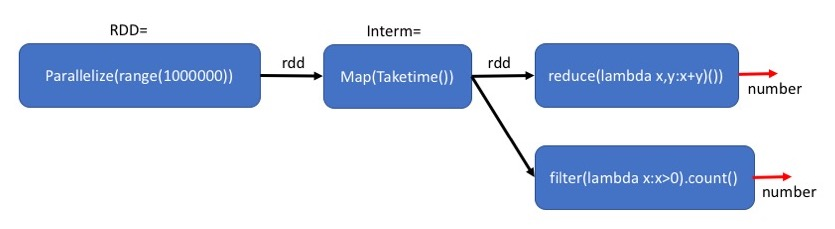 RDD=
Interm=
Parallelize(range(1000000))
rdd
Map(Taketime())
rdd
reduce(lambda x,y:x+y)())
number
filter(lambda x:x>0).count()
number